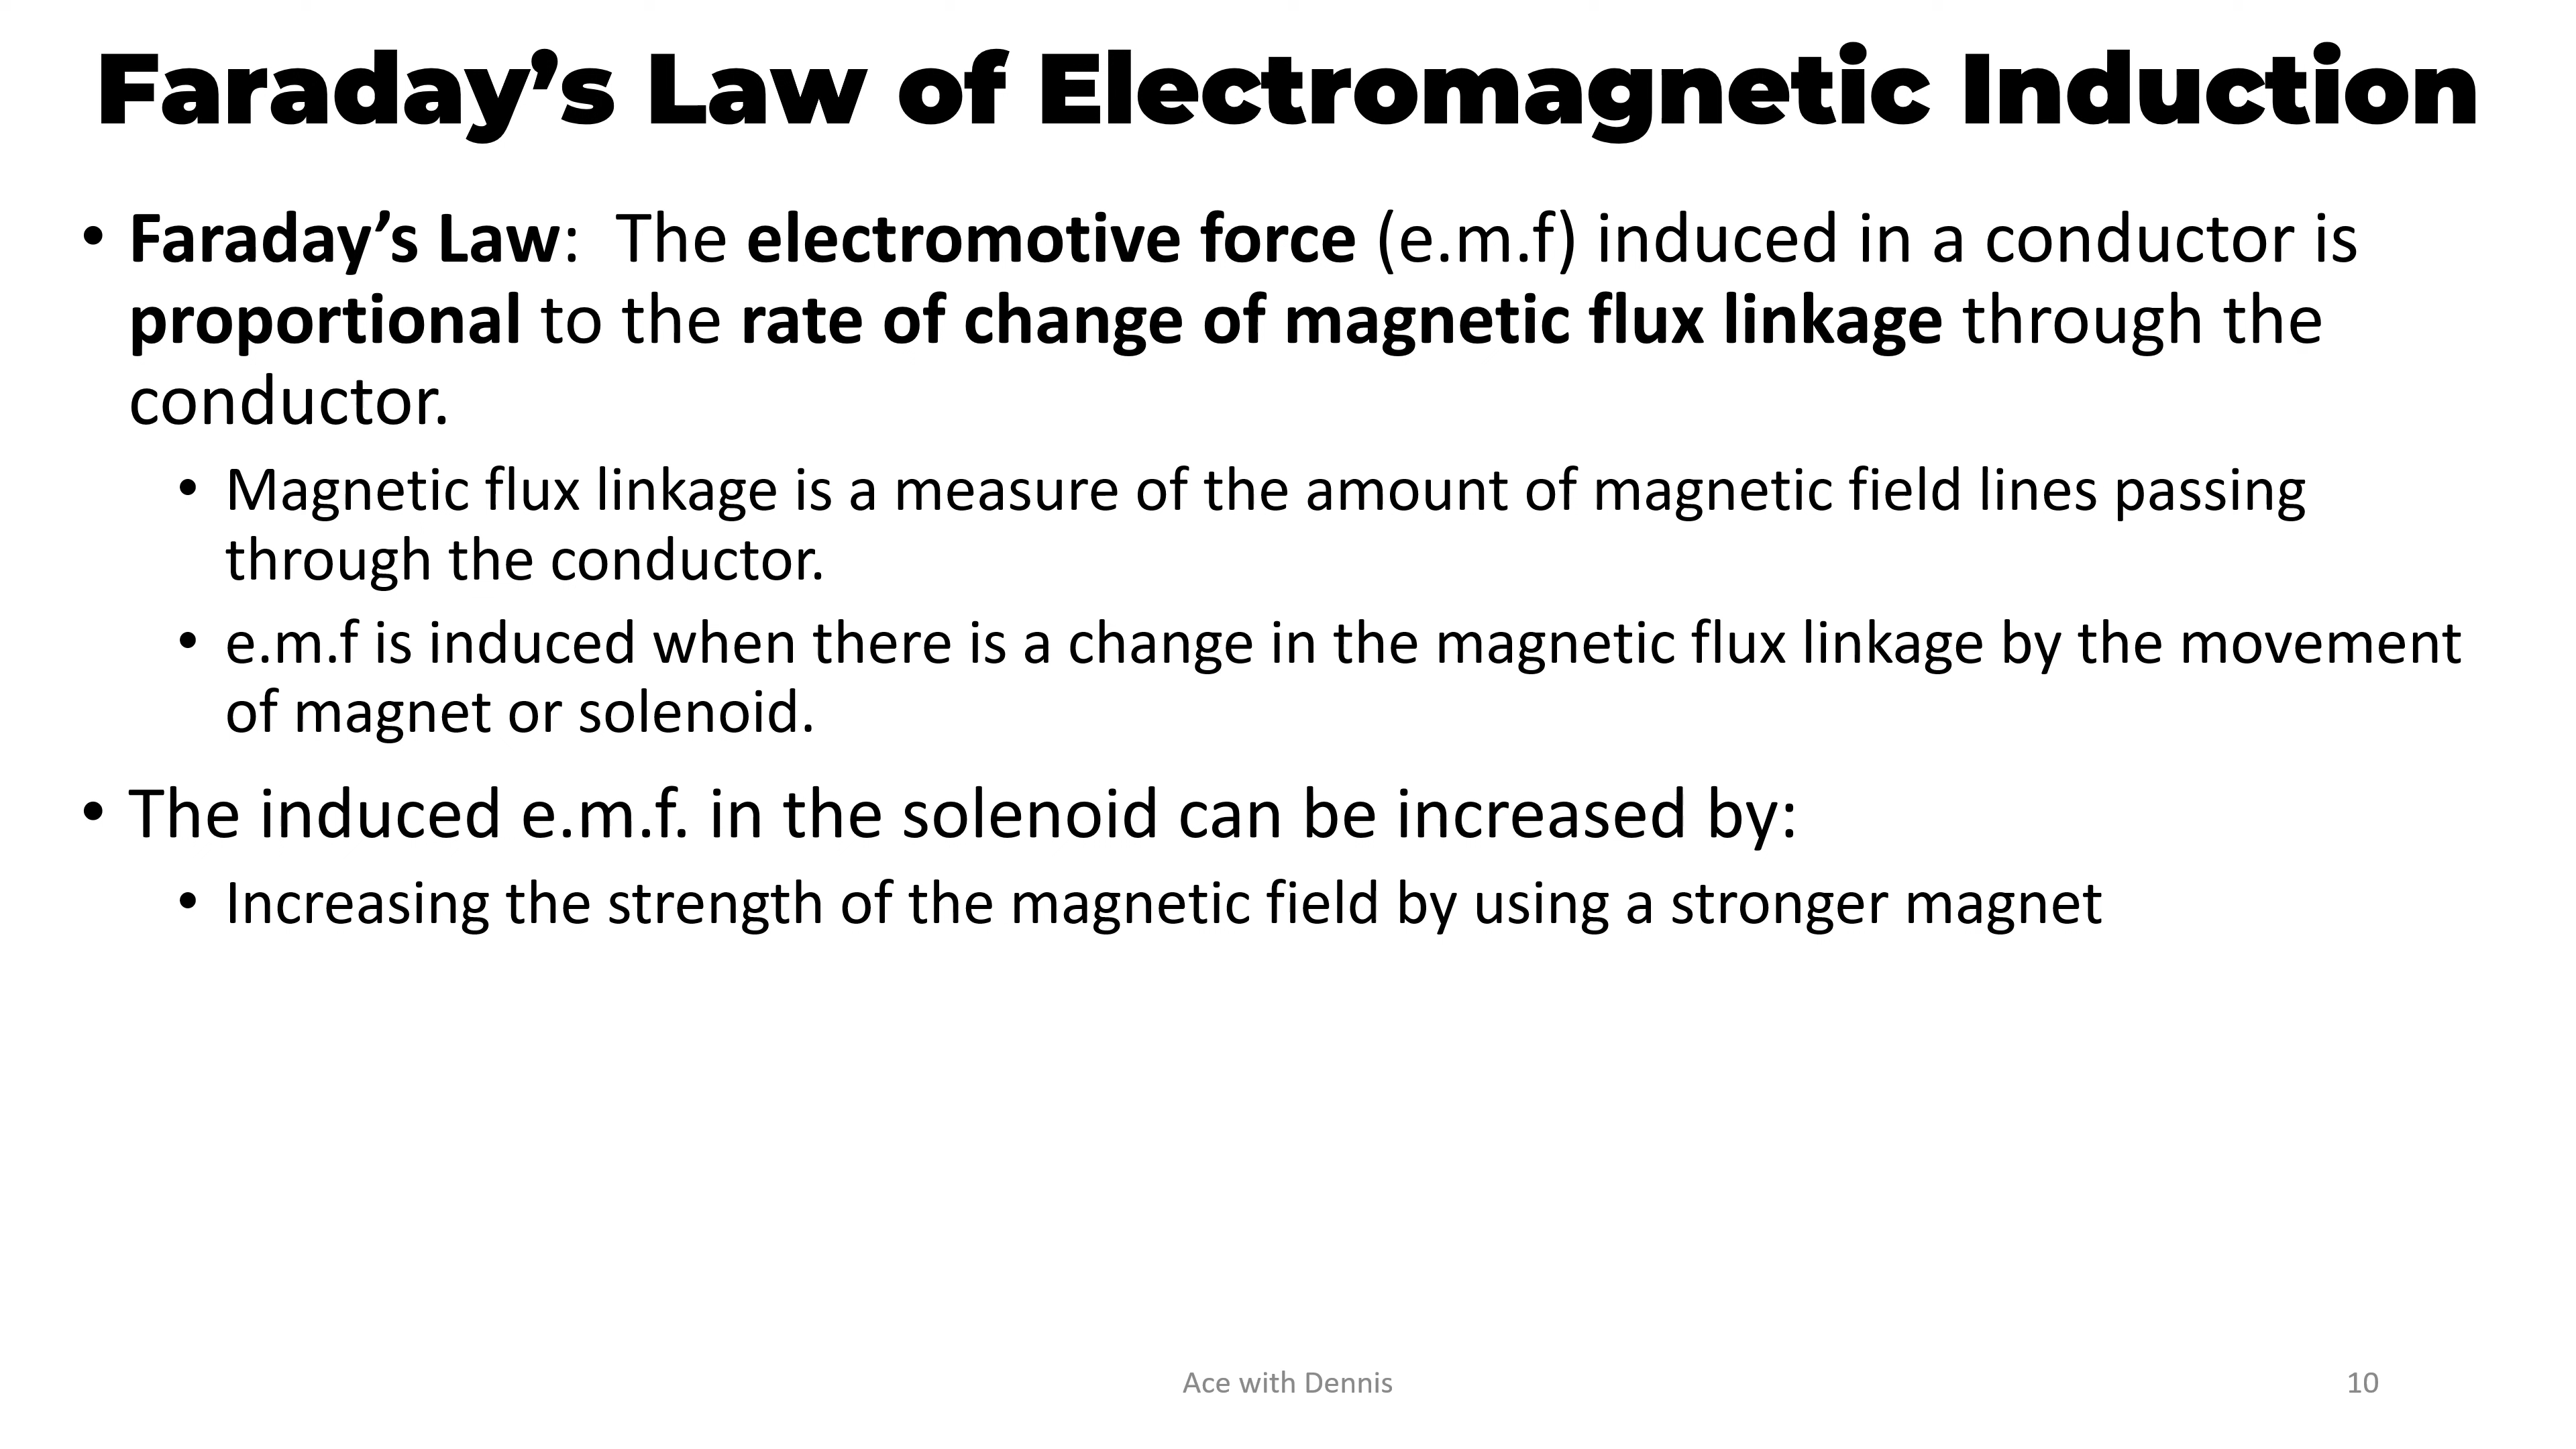 Faraday’s Law of Electromagnetic Induction
• Faraday’s Law:  The electromotive force (e.m.f) induced in a conductor is
proportional to the rate of change of magnetic flux linkage through the
conductor.
• Magnetic flux linkage is a measure of the amount of magnetic field lines passing
through the conductor.
• e.m.f is induced when there is a change in the magnetic flux linkage by the movement
of magnet or solenoid.
• The induced e.m.f. in the solenoid can be increased by:
• Increasing the strength of the magnetic field by using a stronger magnet
Ace with Dennis
10